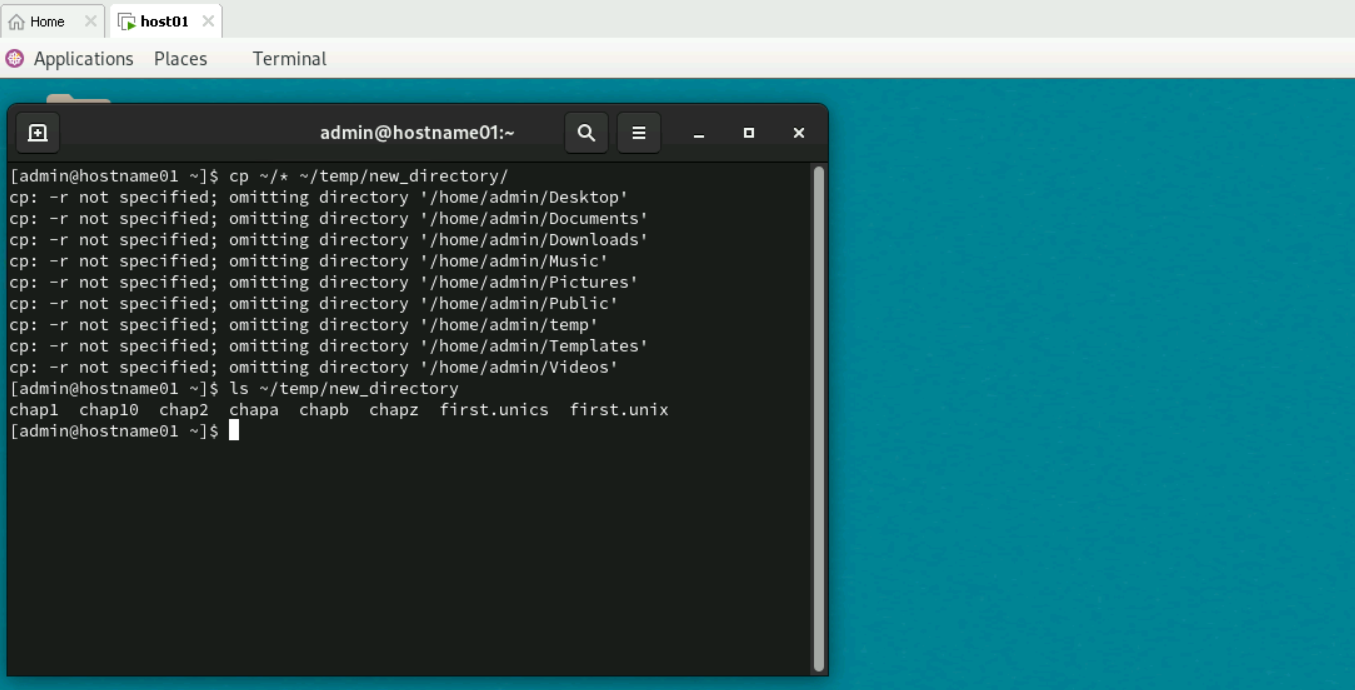 Home host01
Applications Places Terminal
admin@hostname01:~
[admin@hostname01 ~]$ cp ~/* ~/temp/new_directory/
cp: -r not specified; omitting directory '/home/admin/Desktop'
cp: -r not specified; omitting directory '/home/admin/Documents'
cp: -r not specified; omitting directory '/home/admin/Downloads'
cp: -r not specified; omitting directory '/home/admin/Music'
cp: -r not specified; omitting directory '/home/admin/Pictures'
cp: -r not specified; omitting directory '/home/admin/Public'
cp: -r not specified; omitting directory '/home/admin/temp'
cp: -r not specified; omitting directory '/home/admin/Templates'
cp: -r not specified; omitting directory '/home/admin/Videos'
[admin@hostname01 ~]$ ls ~/temp/new_directory
chap1  chap10  chap2  chapa  chapb  chapz  first.unics  first.unix
[admin@hostname01 ~]$